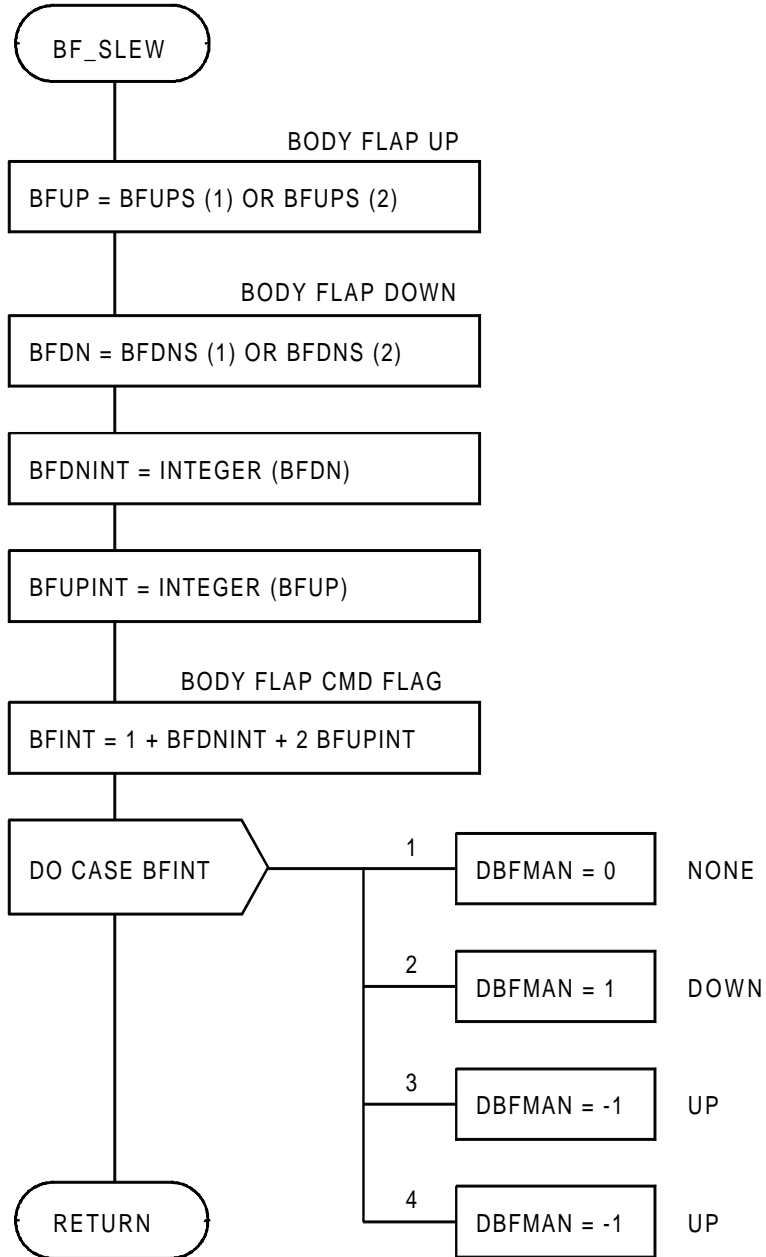 BF_SLEW
BODY FLAP UP
BFUP = BFUPS (1) OR BFUPS (2)
BODY FLAP DOWN
BFDN = BFDNS (1) OR BFDNS (2)
BFDNINT = INTEGER (BFDN)
BFUPINT = INTEGER (BFUP)
BODY FLAP CMD FLAG
BFINT = 1 + BFDNINT + 2 BFUPINT
DO CASE BFINT
1
DBFMAN = 0
NONE
2
DBFMAN = 1
DOWN
3
DBFMAN = -1
UP
4
DBFMAN = -1
UP
RETURN